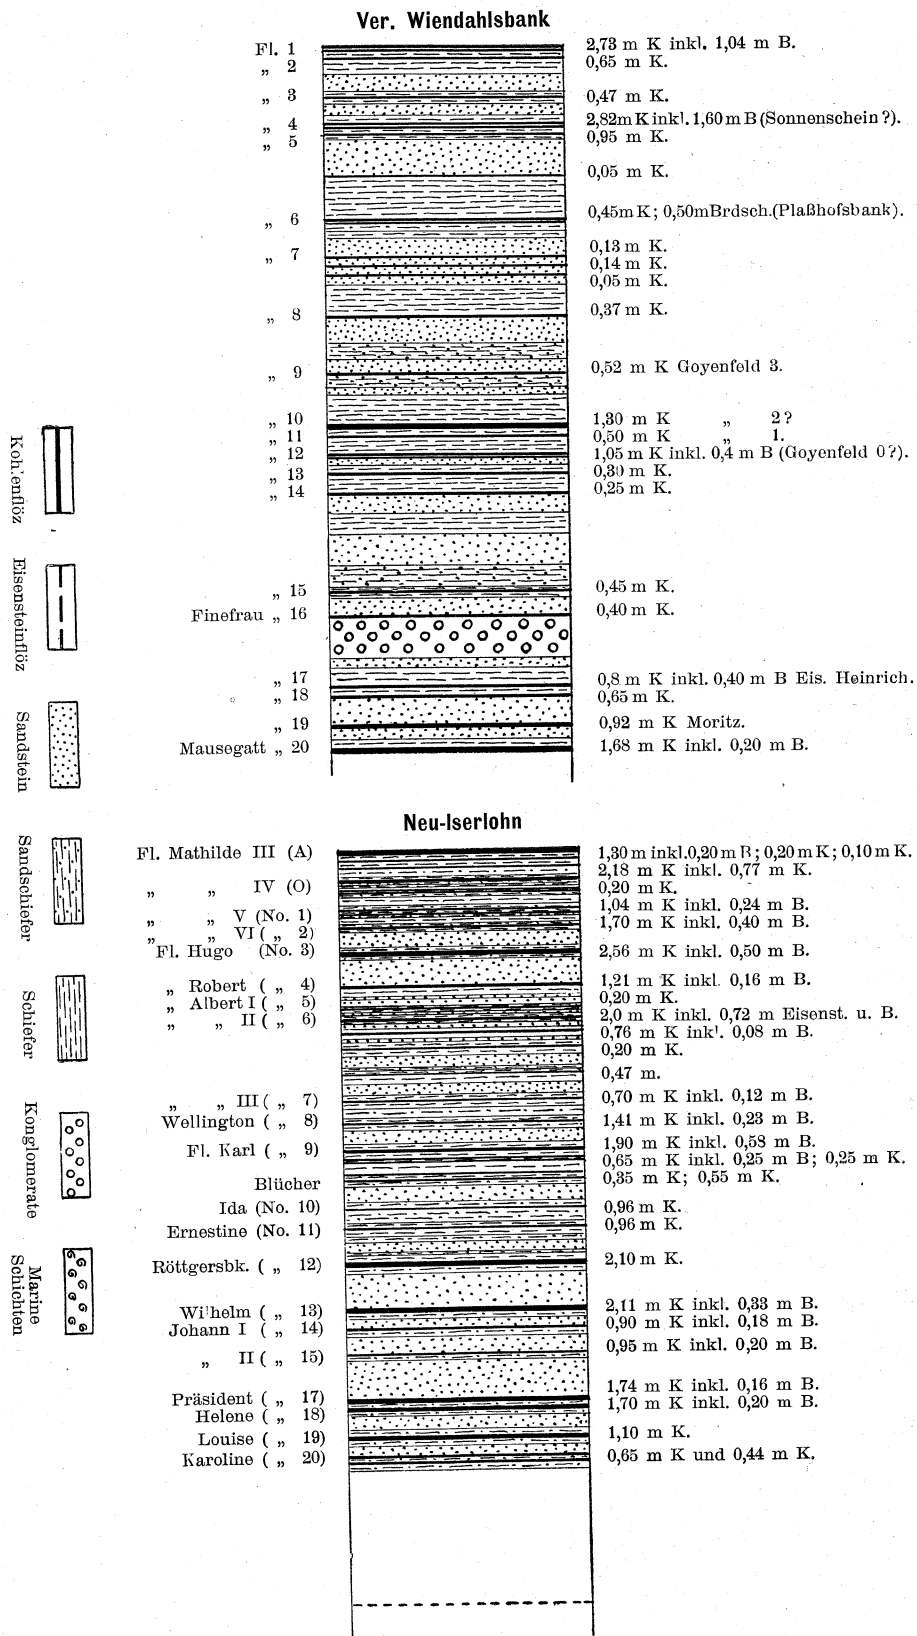 Ver. Wiendahlsbank
Fl. 1 2,73 m K inkl. 1,04 m B.
„ 2 0,65 m K.
„ 3 0,47 m K.
„ 4 2,82 m K inkl. 1,60 m B (Sonnenschein?).
„ 5 0,95 m K.
0,05 m K.
„ 6 0,45 m K; 0,50 m Brdsch. (Plaßhofsbank).
„ 7 0,13 m K.
0,14 m K.
0,05 m K.
„ 8 0,37 m K.
„ 9 0,52 m K Goyenfeld 3.
„ 10 1,30 m K „ 2?
„ 11 0,50 m K „ 1.
„ 12 1,05 m K inkl. 0,4 m B (Goyenfeld 0?).
„ 13 0,30 m K.
„ 14 0,25 m K.
„ 15 0,45 m K.
Finefrau „ 16 0,40 m K.
„ 17 0,8 m K inkl. 0,40 m B Eis. Heinrich.
„ 18 0,65 m K.
„ 19 0,92 m K Moritz.
Mausegatt „ 20 1,68 m K inkl. 0,20 m B.
Kohlenflöz
Eisensteinflöz
Sandstein
Sandschiefer
Schiefer
Konglomerate
Marine
Schichten
Neu-Iserlohn
Fl. Mathilde III (A) 1,30 m inkl. 0,20 m B; 0,20 m K; 0,10 m K.
2,18 m K inkl. 0,77 m K.
„ „ IV (O) 0,20 m K.
1,04 m K inkl. 0,24 m B.
„ „ V (No. 1) 1,70 m K inkl. 0,40 m B.
„ „ VI ( „ 2)
Fl. Hugo (No. 3) 2,56 m K inkl. 0,50 m B.
„ Robert ( „ 4) 1,21 m K inkl. 0,16 m B.
„ Albert I ( „ 5) 0,20 m K.
„ „ II ( „ 6) 2,0 m K inkl. 0,72 m Eisenst. u. B.
0,76 m K inkl. 0,08 m B.
0,20 m K.
0,47 m.
„ „ III ( „ 7) 0,70 m K inkl. 0,12 m B.
Wellington ( „ 8) 1,41 m K inkl. 0,23 m B.
Fl. Karl ( „ 9) 1,90 m K inkl. 0,58 m B.
0,65 m K inkl. 0,25 m B; 0,25 m K.
Blücher 0,35 m K; 0,55 m K.
Ida (No. 10) 0,96 m K.
Ernestine (No. 11) 0,96 m K.
Röttgersbk. ( „ 12) 2,10 m K.
Wilhelm ( „ 13) 2,11 m K inkl. 0,33 m B.
Johann I ( „ 14) 0,90 m K inkl. 0,18 m B.
„ II ( „ 15) 0,95 m K inkl. 0,20 m B.
Präsident ( „ 17) 1,74 m K inkl. 0,16 m B.
Helene ( „ 18) 1,70 m K inkl. 0,20 m B.
Louise ( „ 19) 1,10 m K.
Karoline ( „ 20) 0,65 m K und 0,44 m K.